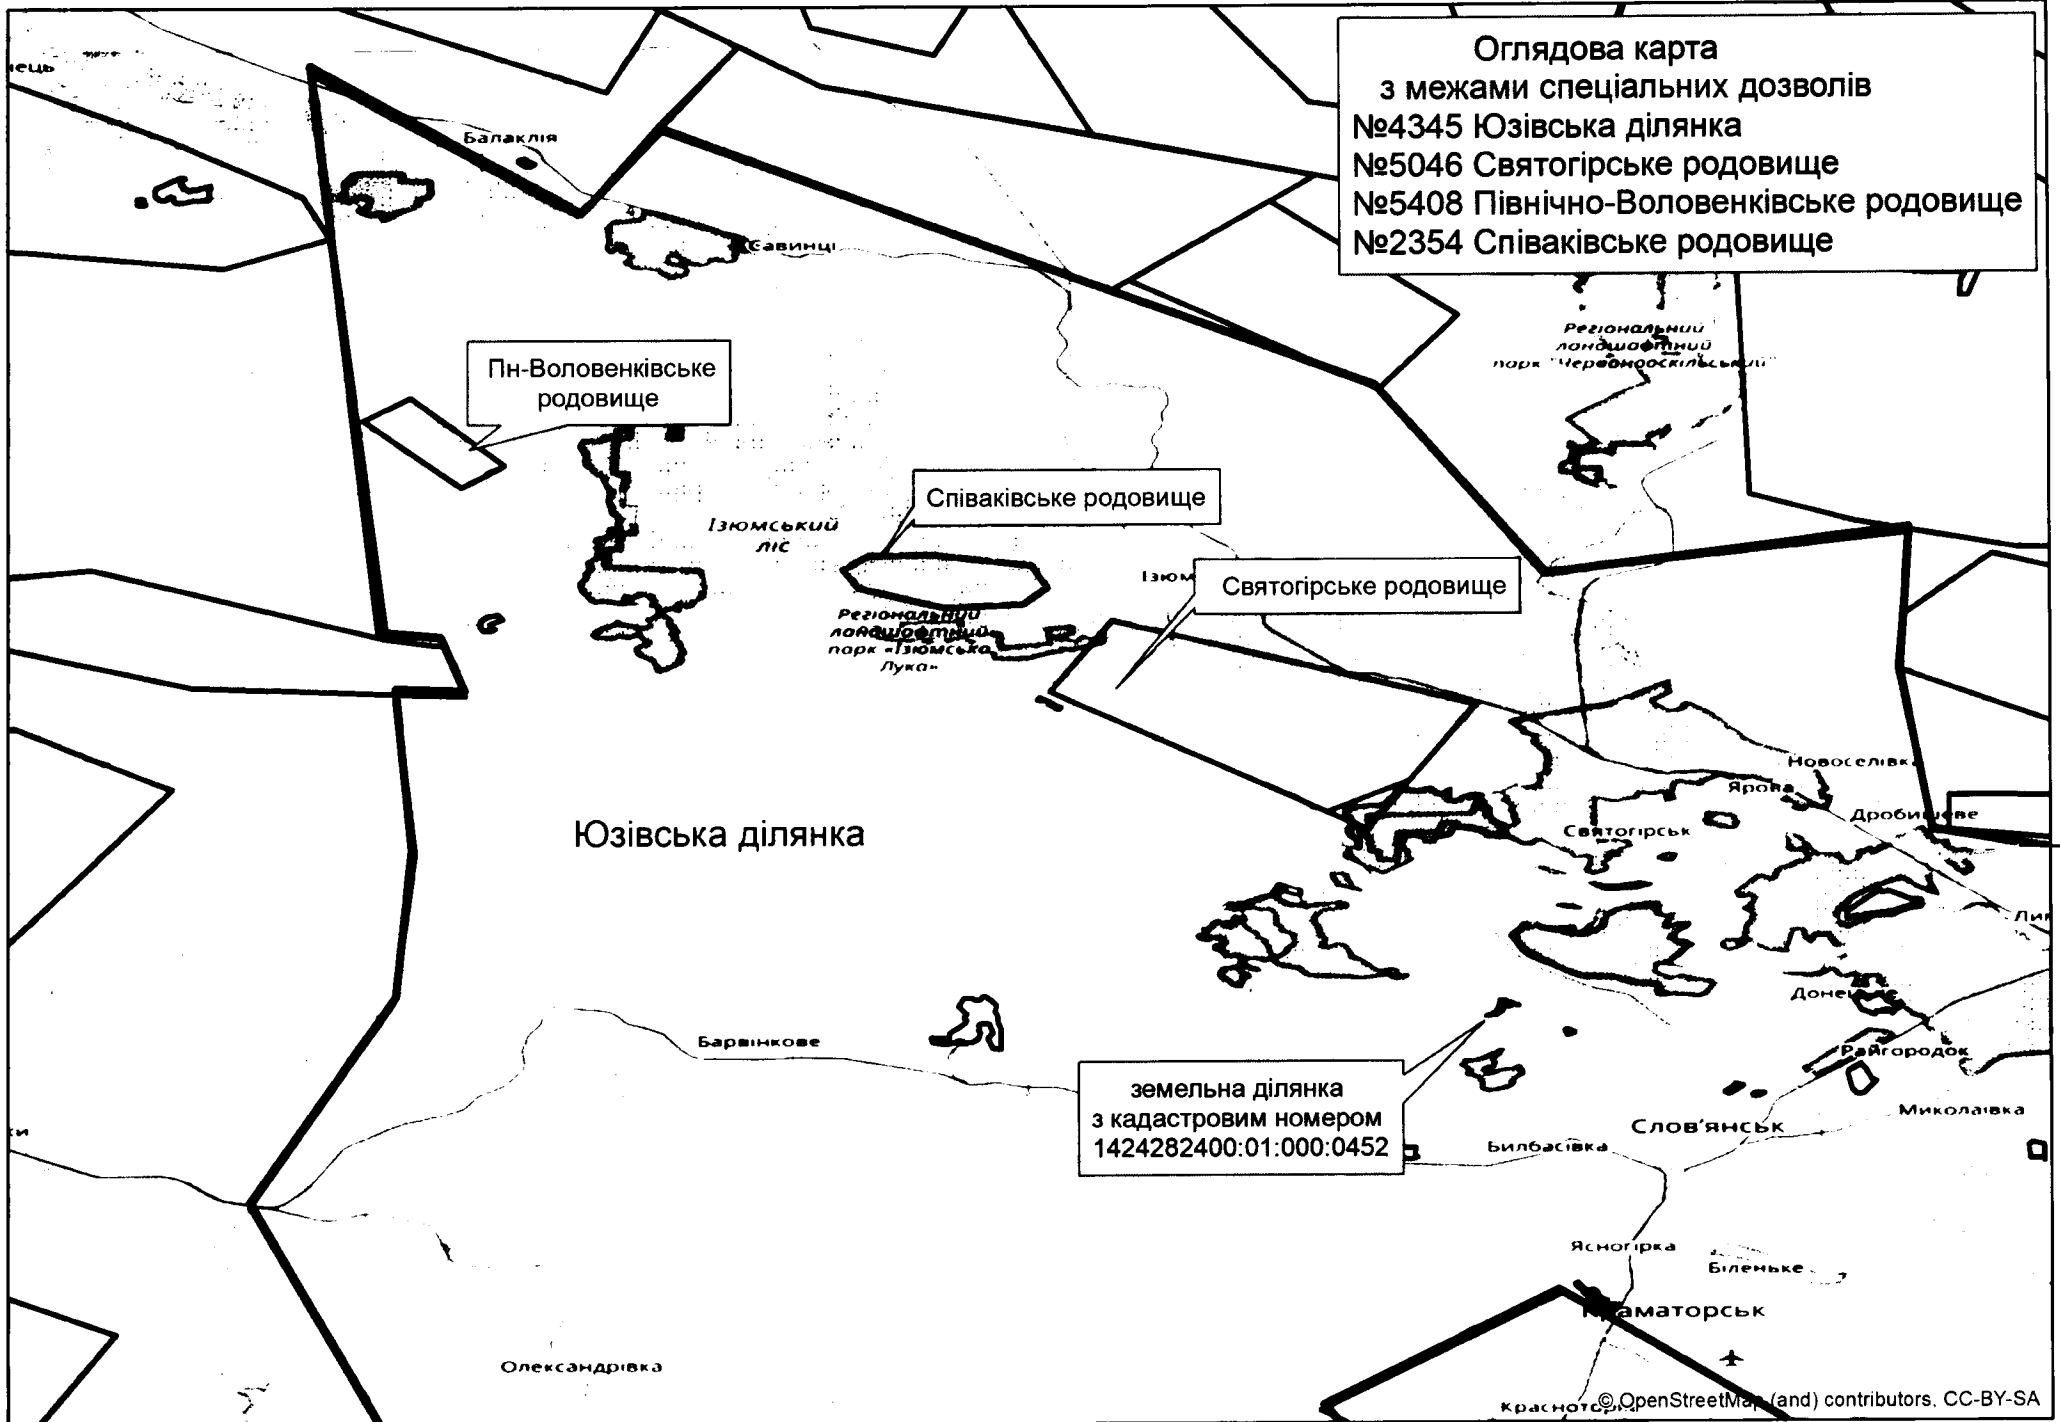 Оглядова карта
з межами спеціальних дозволів
№4345 Юзівська ділянка
№5046 Святогірське родовище
№5408 Північно-Воловенківське родовище
№2354 Співаківське родовище
Балаклія
Савинці
Регіональний
ландшафтний
парк "Червонооскільський"
Пн-Воловенківське
родовище
Співаківське родовище
Ізюмський
ліс
Ізюм
Святогірське родовище
Регіональний
ландшафтний
парк «Ізюмська
Лука»
Новоселівк
Ярова
Дробишеве
Святогірськ
Юзівська ділянка
Лим
Барвінкове
Райгородок
земельна ділянка
з кадастровим номером
1424282400:01:000:0452
Миколаївка
Слов'янськ
Билбасівка
Ясногірка
Біленьке
Краматорськ
Олександрівка
© OpenStreetMap (and) contributors, CC-BY-SA